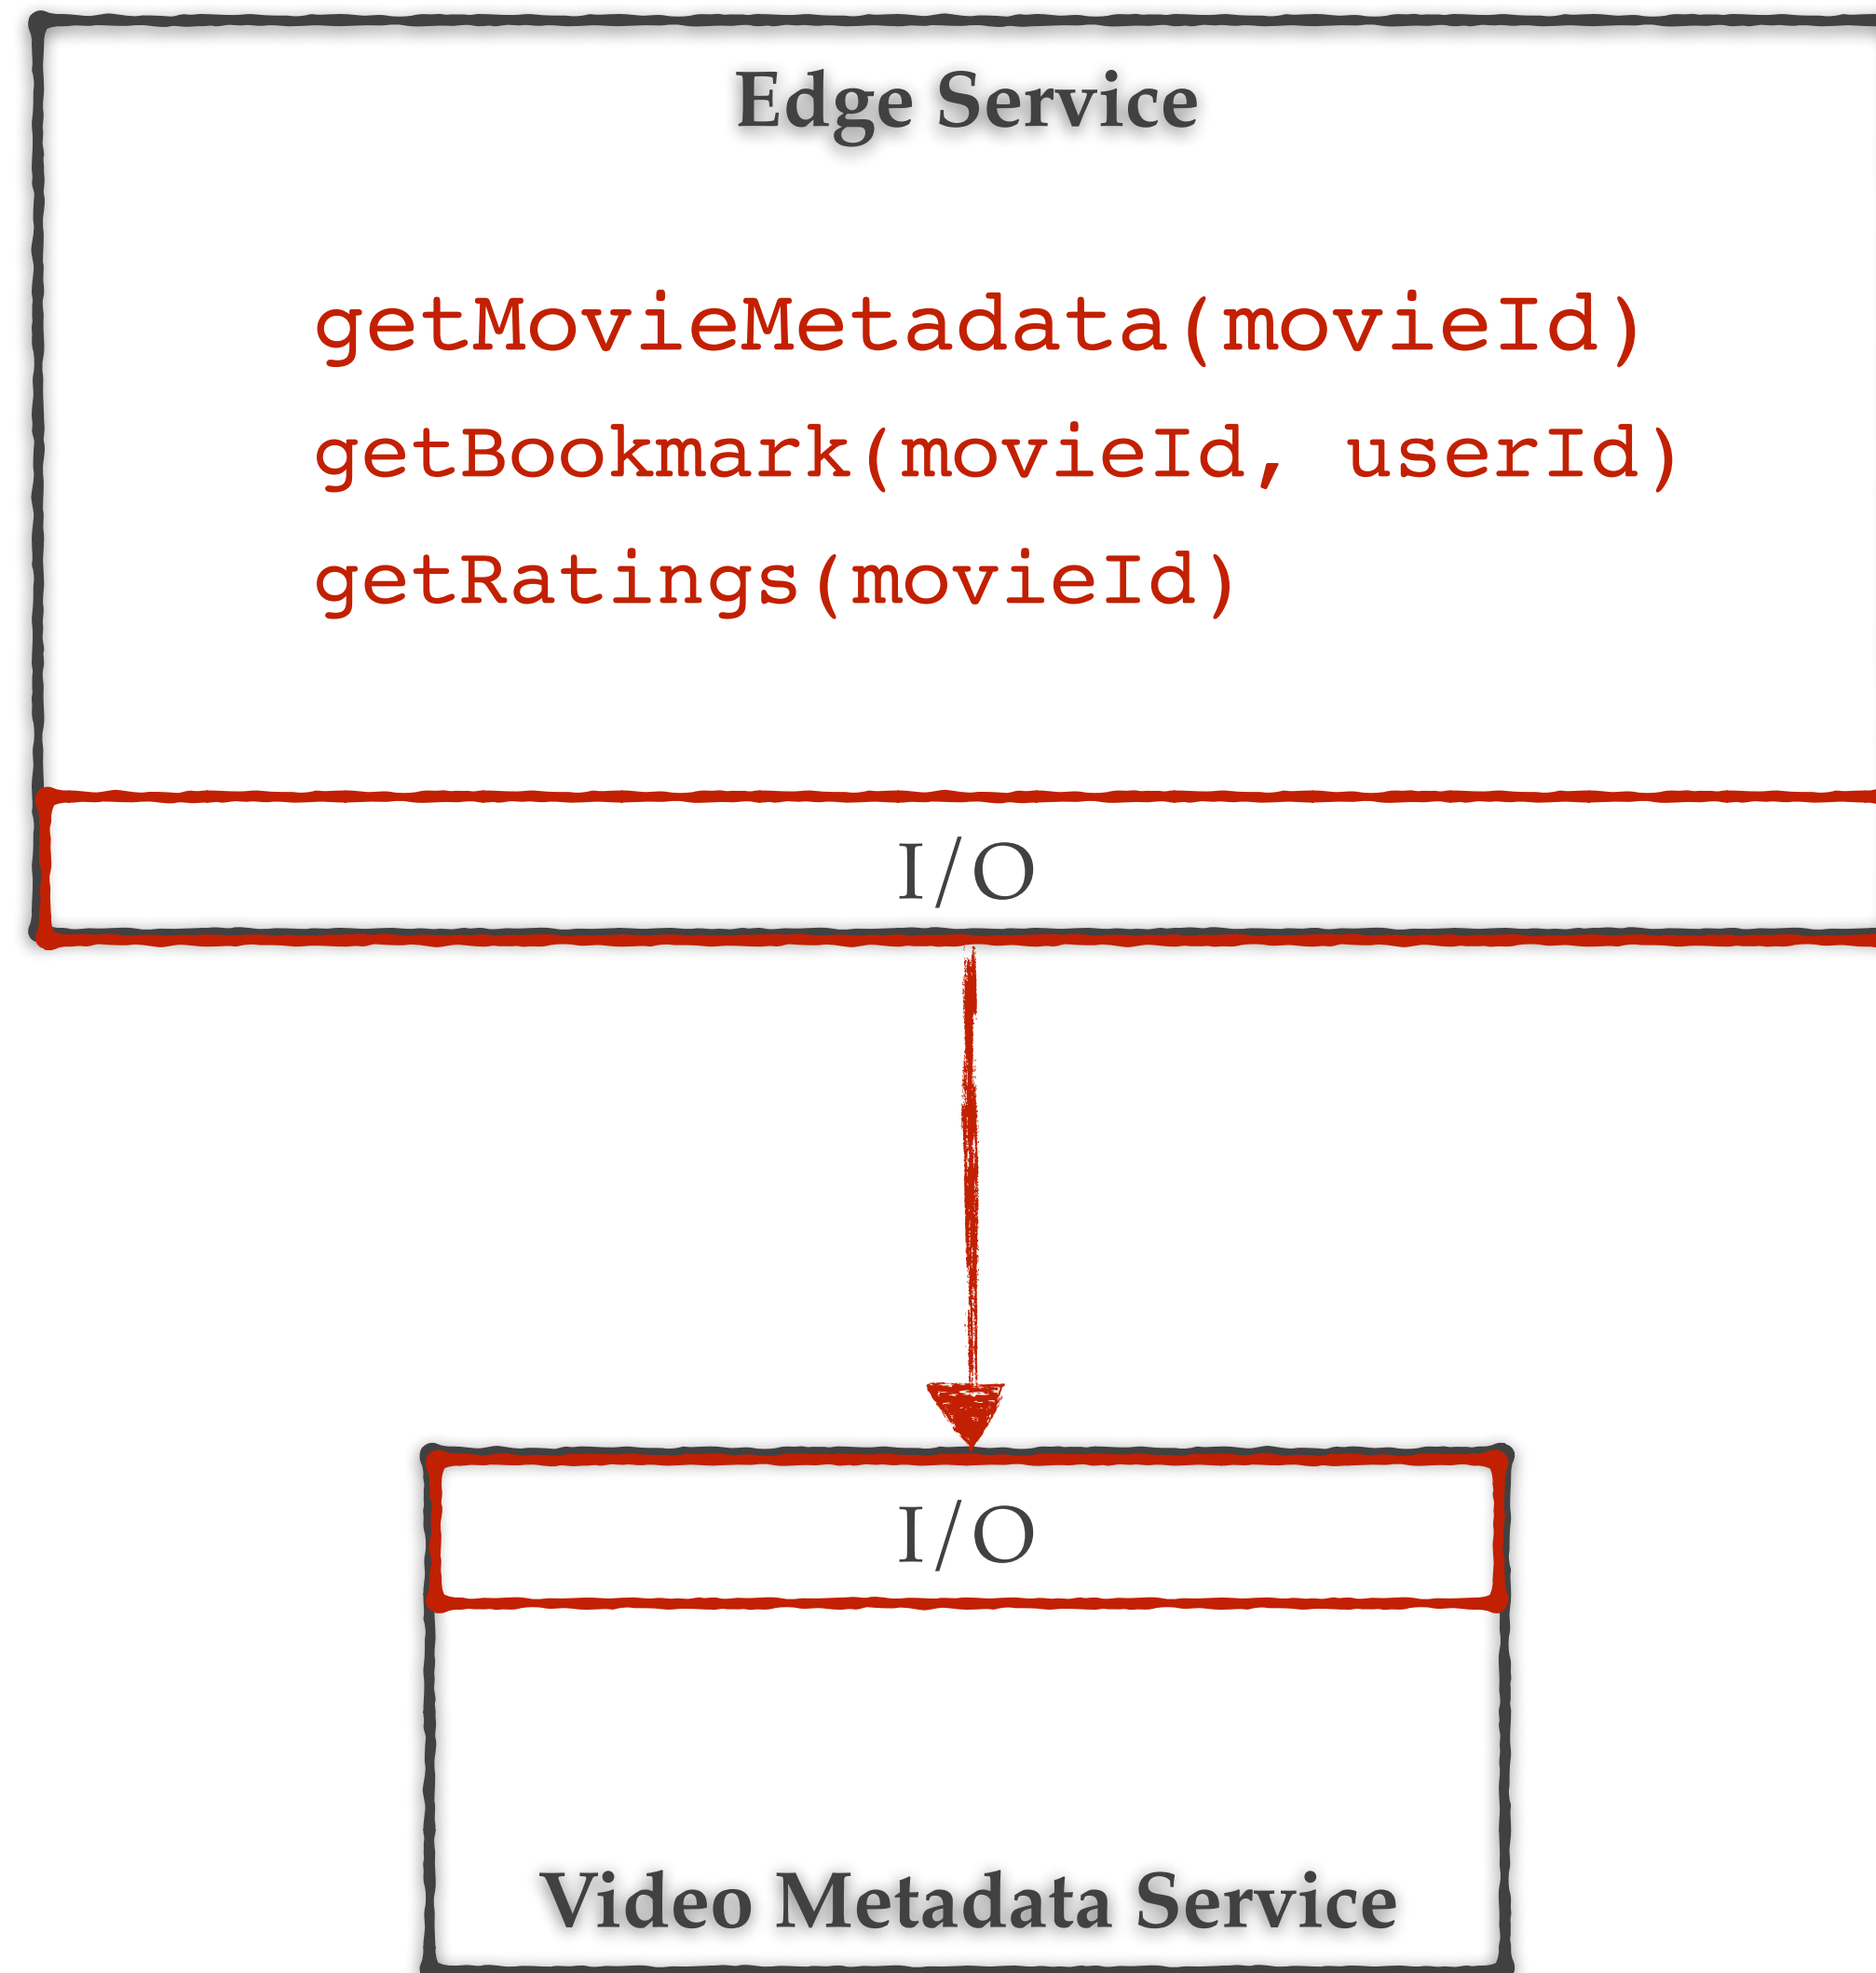 Edge Service
getMovieMetadata(movieId)
getBookmark(movieId, userId)
getRatings(movieId)
I/O
I/O
Video Metadata Service